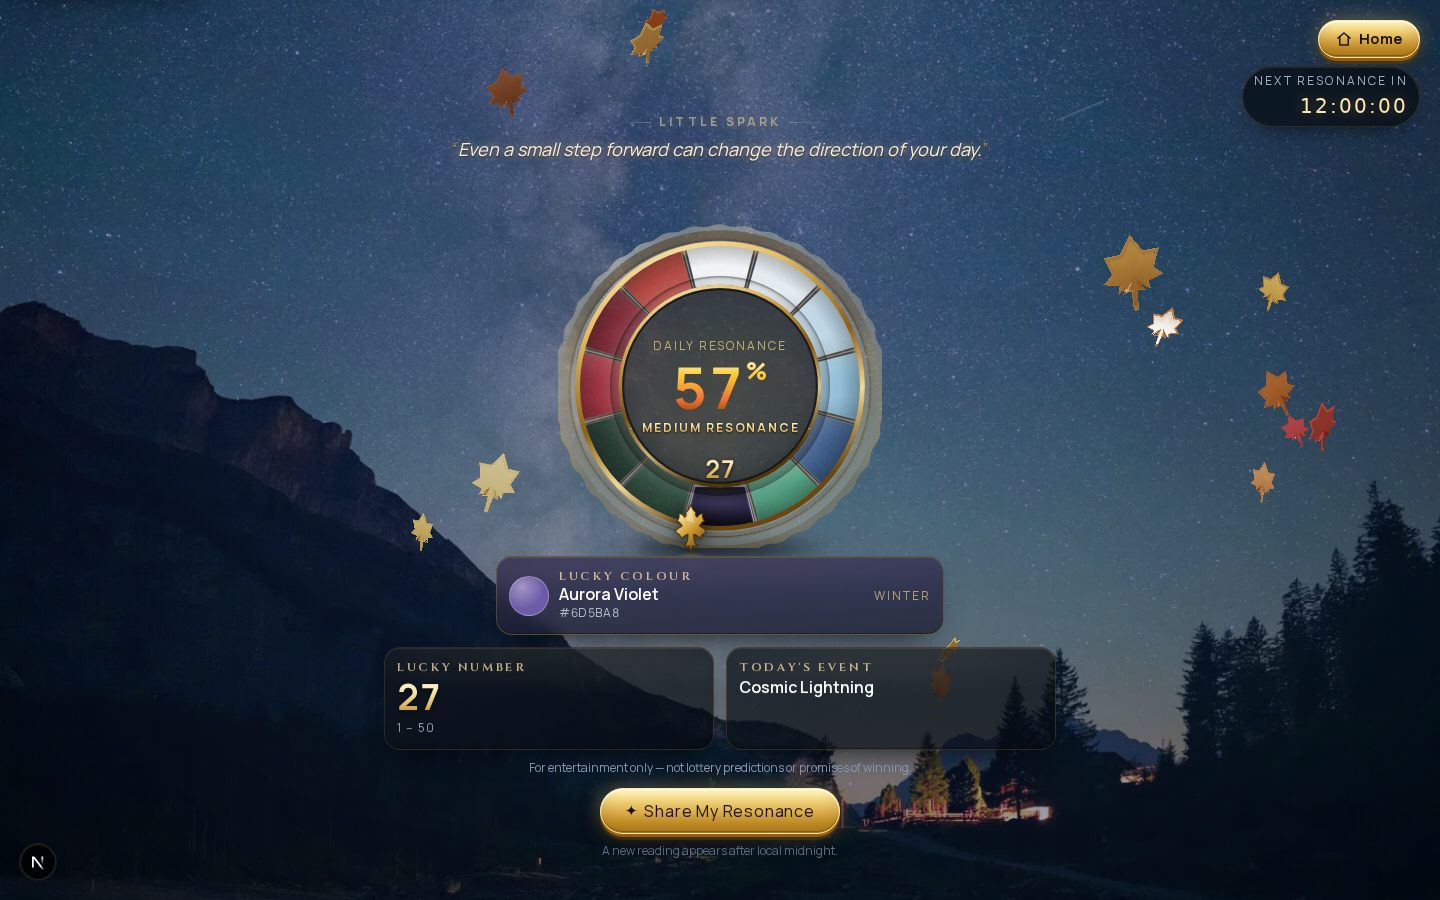 Home
NEXT RESONANCE IN
12:00:00
LITTLE SPARK
"Even a small step forward can change the direction of your day."
DAILY RESONANCE
57%
MEDIUM RESONANCE
27
LUCKY COLOUR
Aurora Violet
#6D5BA8
WINTER
LUCKY NUMBER
27
1 – 50
TODAY'S EVENT
Cosmic Lightning
For entertainment only — not lottery predictions or promises of winning.
✦ Share My Resonance
A new reading appears after local midnight.
N